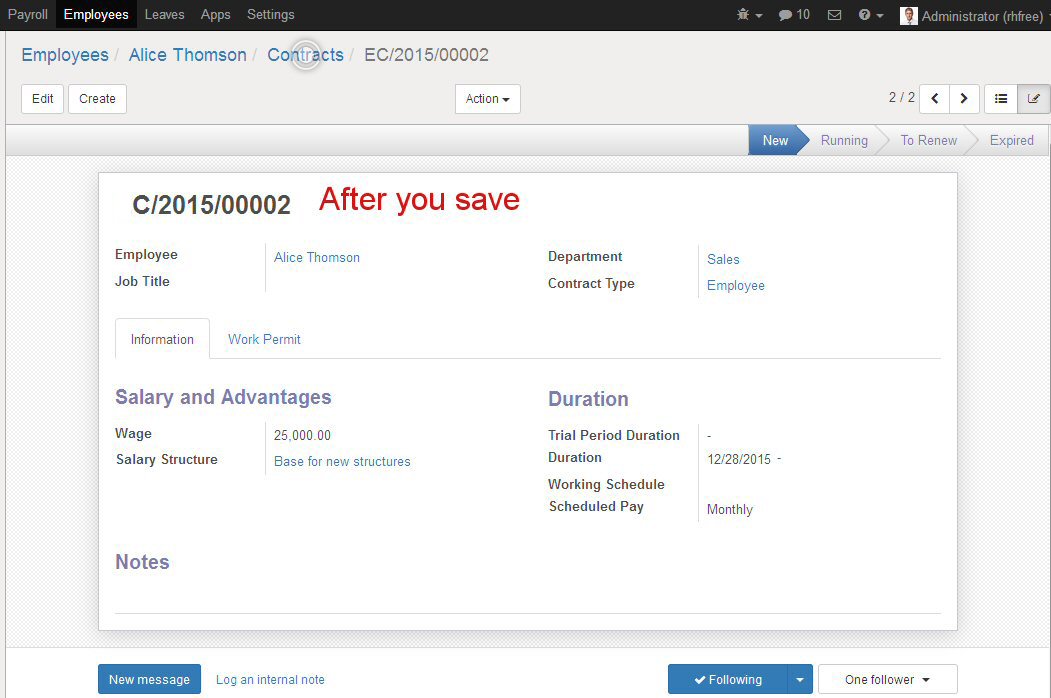 Payroll Employees Leaves Apps Settings 10 Administrator (rhfree)
Employees / Alice Thomson / Contracts / EC/2015/00002
Edit Create Action 2 / 2
New Running To Renew Expired
C/2015/00002 After you save
Employee Alice Thomson Department Sales
Job Title Contract Type Employee
Information Work Permit
Salary and Advantages Duration
Wage 25,000.00 Trial Period Duration -
Salary Structure Base for new structures Duration 12/28/2015 -
Working Schedule
Scheduled Pay Monthly
Notes
New message Log an internal note Following One follower